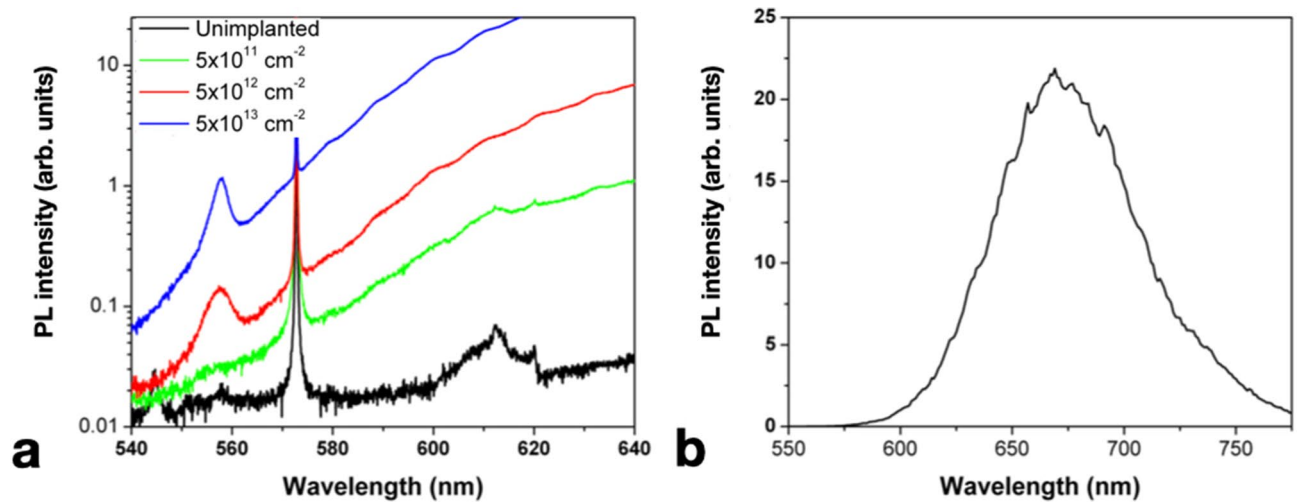 Unimplanted
5x10¹¹ cm⁻²
5x10¹² cm⁻²
5x10¹³ cm⁻²
PL intensity (arb. units)
10
1
0.1
0.01
540 560 580 600 620 640
Wavelength (nm)
a
PL intensity (arb. units)
25
20
15
10
5
0
550 600 650 700 750
Wavelength (nm)
b